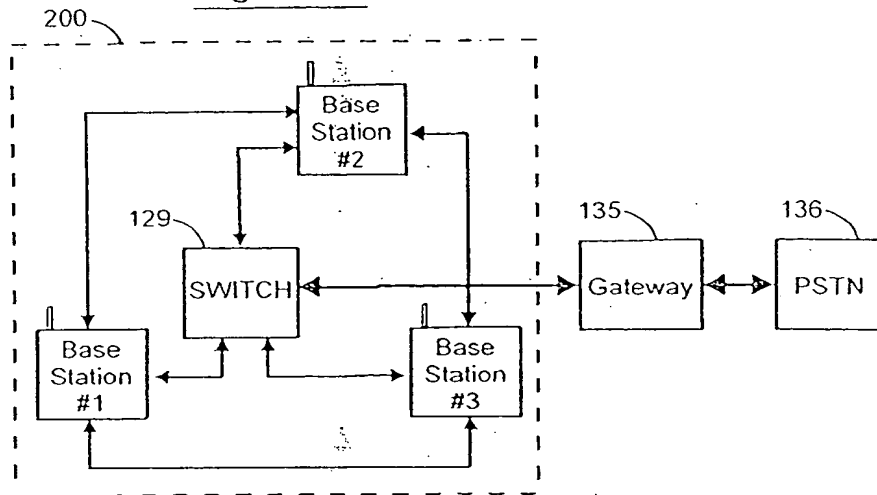 200
Base
Station
#2
129
SWITCH
135
Gateway
136
PSTN
Base
Station
#1
Base
Station
#3